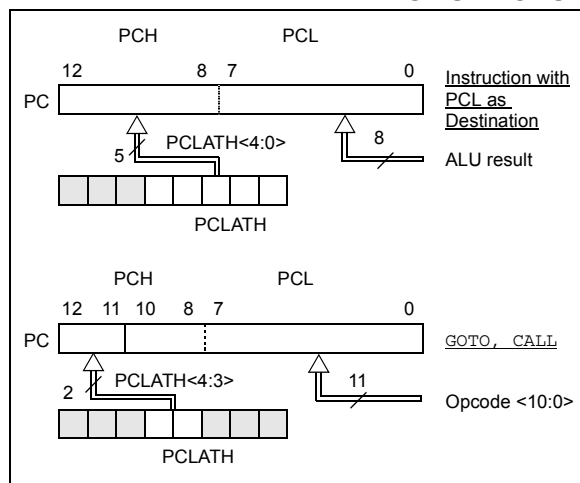 PCH PCL
12 8 7 0
PC
Instruction with
PCL as
Destination
5 PCLATH<4:0> 8
ALU result
PCLATH
PCH PCL
12 11 10 8 7 0
PC
GOTO, CALL
2 PCLATH<4:3> 11
Opcode <10:0>
PCLATH